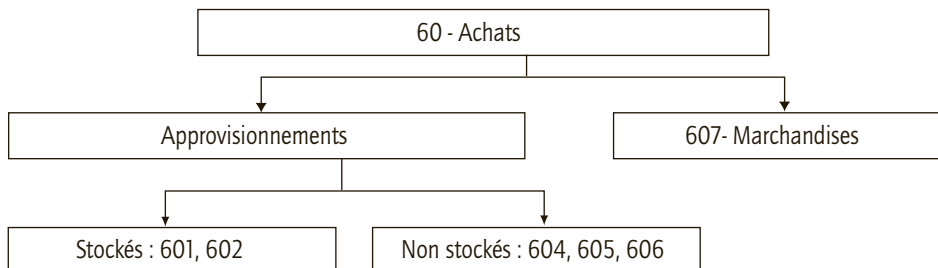 60 - Achats
Approvisionnements
607- Marchandises
Stockés : 601, 602
Non stockés : 604, 605, 606